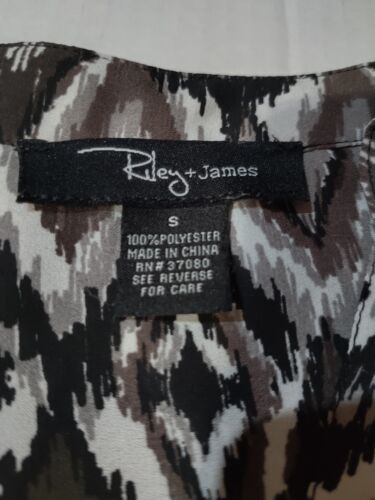 Riley + James
S
100% POLYESTER
MADE IN CHINA
RN# 37080
SEE REVERSE
FOR CARE